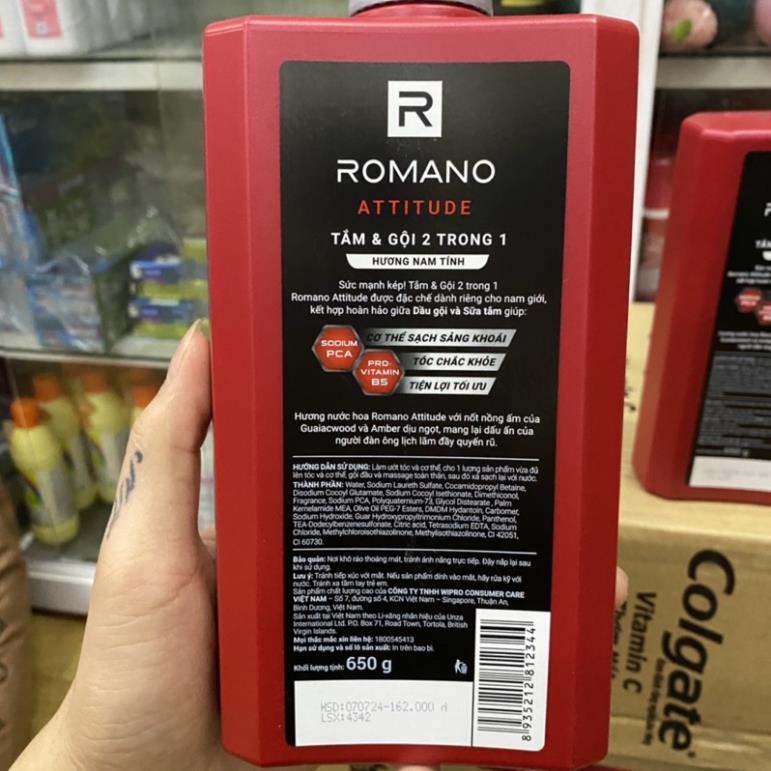 R
ROMANO
ATTITUDE
TẮM & GỘI 2 TRONG 1
HƯƠNG NAM TÍNH
Sức mạnh kép! Tắm & Gội 2 trong 1
Romano Attitude được đặc chế dành riêng cho nam giới,
kết hợp hoàn hảo giữa Dầu gội và Sữa tắm giúp:
SODIUM
PCA
CƠ THỂ SẠCH SẢNG KHOÁI
PRO-
VITAMIN
B5
TÓC CHẮC KHỎE
TIỆN LỢI TỐI ƯU
Hương nước hoa Romano Attitude với nốt nồng ấm của
Guaiacwood và Amber dịu ngọt, mang lại dấu ấn của
người đàn ông lịch lãm đầy quyến rũ.
HƯỚNG DẪN SỬ DỤNG: Làm ướt tóc và cơ thể, cho 1 lượng sản phẩm vừa đủ
lên tóc và cơ thể, gội đầu và massage toàn thân, sau đó xả sạch lại với nước.
THÀNH PHẦN: Water, Sodium Laureth Sulfate, Cocamidopropyl Betaine,
Disodium Cocoyl Glutamate, Sodium Cocoyl Isethionate, Dimethiconol,
Fragrance, Sodium PCA, Polyquaternium-73, Glycol Distearate, Palm
Kernelamide MEA, Olive Oil PEG-7 Esters, DMDM Hydantoin, Carbomer,
Sodium Hydroxide, Guar Hydroxypropyltrimonium Chloride, Panthenol,
TEA-Dodecylbenzenesulfonate, Citric acid, Tetrasodium EDTA, Sodium
Chloride, Methylchloroisothiazolinone, Methylisothiazolinone, CI 42051,
CI 60730.
Bảo quản: Nơi khô ráo thoáng mát, tránh ánh nắng trực tiếp. Đậy nắp lại sau
khi sử dụng.
Lưu ý: Tránh tiếp xúc với mắt. Nếu sản phẩm dính vào mắt, hãy rửa kỹ với
nước. Tránh xa tầm tay trẻ em.
Sản phẩm chất lượng cao của CÔNG TY TNHH WIPRO CONSUMER CARE
VIỆT NAM – Số 7, đường số 4, KCN Việt Nam – Singapore, Thuận An,
Bình Dương, Việt Nam.
Sản xuất tại Việt Nam theo Li-xăng nhãn hiệu của Unza
International Ltd. P.O. Box 71, Road Town, Tortola, British
Virgin Islands.
Mọi thắc mắc xin liên hệ: 1800545413
Hạn sử dụng và số lô sản xuất: In trên bao bì.
Khối lượng tịnh: 650 g
HSD:070724-162.000 đ
LSX:4342
8 935212 812344
Colgate
Vitamin C